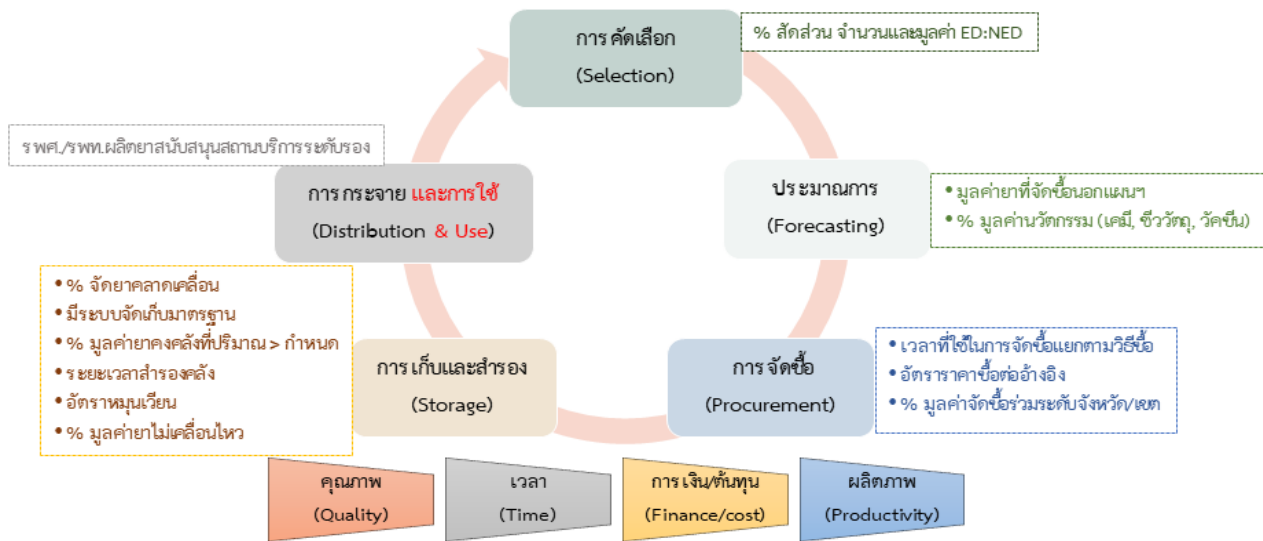 การคัดเลือก
(Selection)
% สัดส่วน จำนวนและมูลค่า ED:NED
รพศ./รพท.ผลิตยาสนับสนุนสถานบริการระดับรอง
การกระจาย และการใช้
(Distribution & Use)
ประมาณการ
(Forecasting)
• มูลค่ายาที่จัดซื้อนอกแผนฯ
• % มูลค่านวัตกรรม (เคมี, ชีววัตถุ, วัคซีน)
• % จัดยาคลาดเคลื่อน
• มีระบบจัดเก็บมาตรฐาน
• % มูลค่ายาคงคลังที่ปริมาณ > กำหนด
• ระยะเวลาสำรองคลัง
• อัตราหมุนเวียน
• % มูลค่ายาไม่เคลื่อนไหว
การเก็บและสำรอง
(Storage)
การจัดซื้อ
(Procurement)
• เวลาที่ใช้ในการจัดซื้อแยกตามวิธีซื้อ
• อัตราราคาซื้อต่ออ้างอิง
• % มูลค่าจัดซื้อร่วมระดับจังหวัด/เขต
คุณภาพ
(Quality)
เวลา
(Time)
การเงิน/ต้นทุน
(Finance/cost)
ผลิตภาพ
(Productivity)